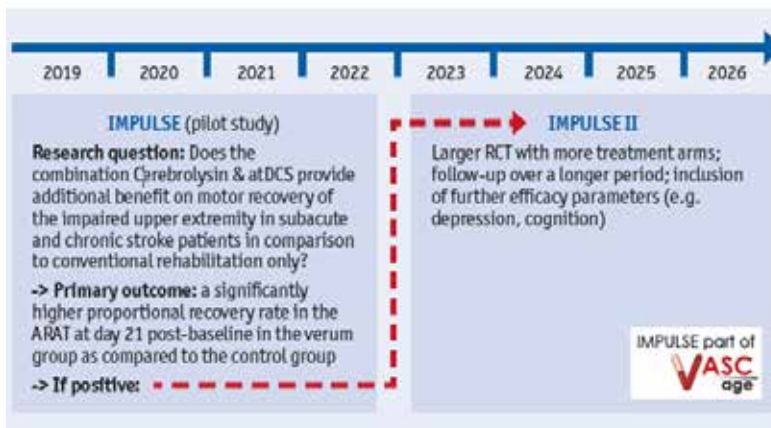 2019 2020 2021 2022 2023 2024 2025 2026
IMPULSE (pilot study)
Research question: Does the
combination Cerebrolysin & atDCS provide
additional benefit on motor recovery of
the impaired upper extremity in subacute
and chronic stroke patients in comparison
to conventional rehabilitation only?
-> Primary outcome: a significantly
higher proportional recovery rate in the
ARAT at day 21 post-baseline in the verum
group as compared to the control group
-> If positive:
IMPULSE II
Larger RCT with more treatment arms;
follow-up over a longer period; inclusion
of further efficacy parameters (e.g.
depression, cognition)
IMPULSE part of
VASC
age